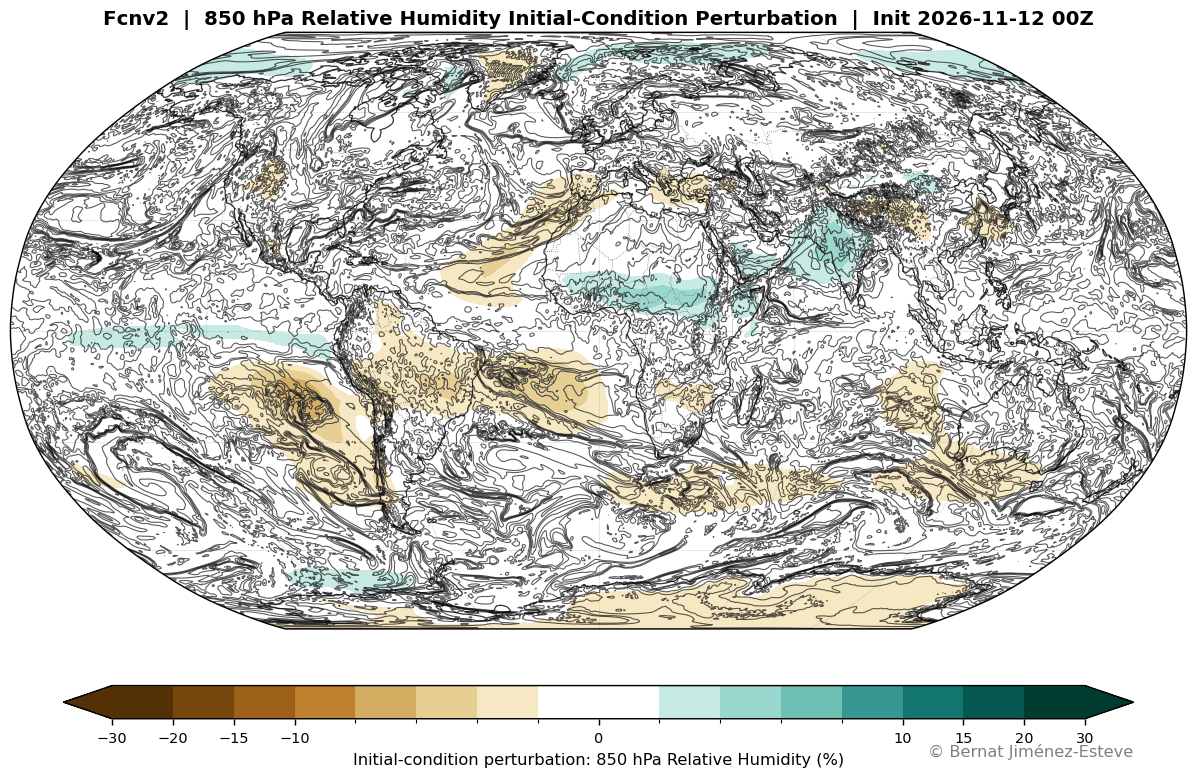 Fcnv2 | 850 hPa Relative Humidity Initial-Condition Perturbation | Init 2026-11-12 00Z
−30 −20 −15 −10 0 10 15 20 30
Initial-condition perturbation: 850 hPa Relative Humidity (%)
© Bernat Jiménez-Esteve